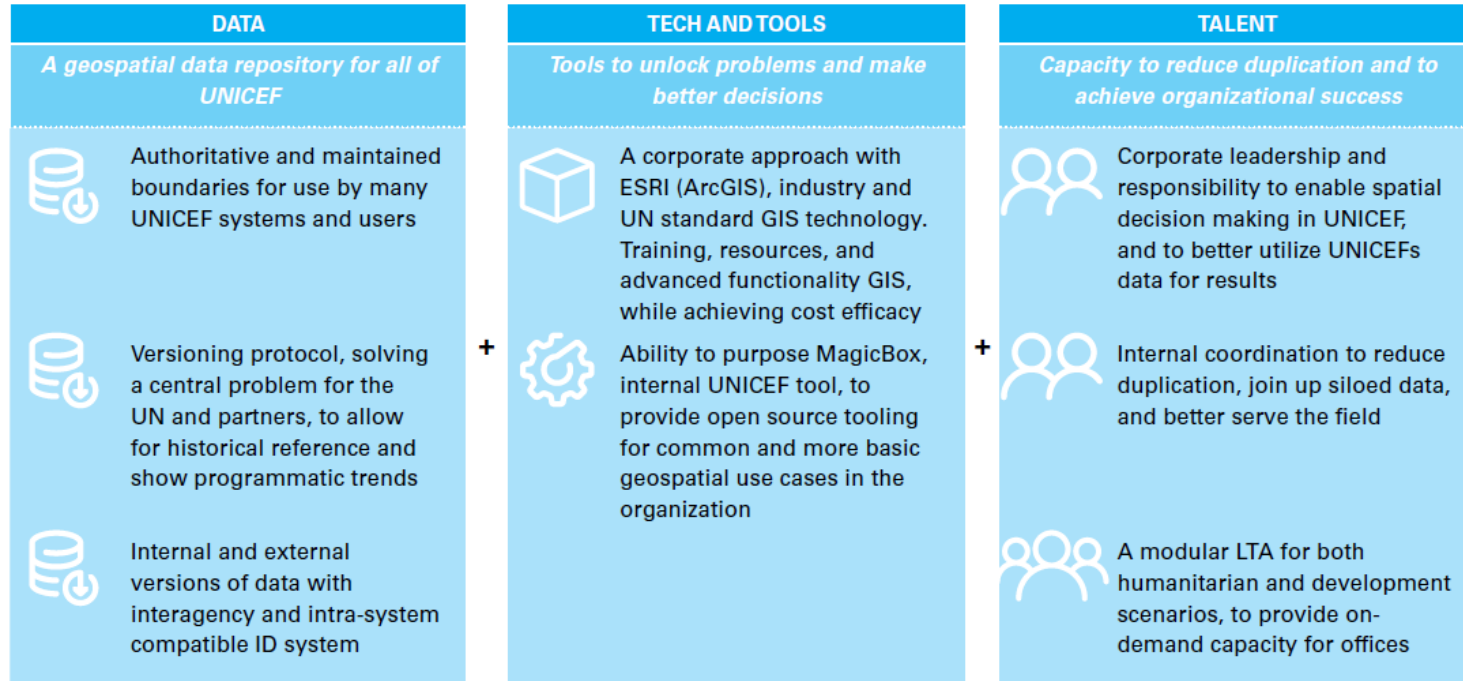 DATA
A geospatial data repository for all of
UNICEF
Authoritative and maintained
boundaries for use by many
UNICEF systems and users
Versioning protocol, solving
a central problem for the
UN and partners, to allow
for historical reference and
show programmatic trends
Internal and external
versions of data with
interagency and intra-system
compatible ID system
+
TECH AND TOOLS
Tools to unlock problems and make
better decisions
A corporate approach with
ESRI (ArcGIS), industry and
UN standard GIS technology.
Training, resources, and
advanced functionality GIS,
while achieving cost efficacy
Ability to purpose MagicBox,
internal UNICEF tool, to
provide open source tooling
for common and more basic
geospatial use cases in the
organization
+
TALENT
Capacity to reduce duplication and to
achieve organizational success
Corporate leadership and
responsibility to enable spatial
decision making in UNICEF,
and to better utilize UNICEFs
data for results
Internal coordination to reduce
duplication, join up siloed data,
and better serve the field
A modular LTA for both
humanitarian and development
scenarios, to provide on-
demand capacity for offices